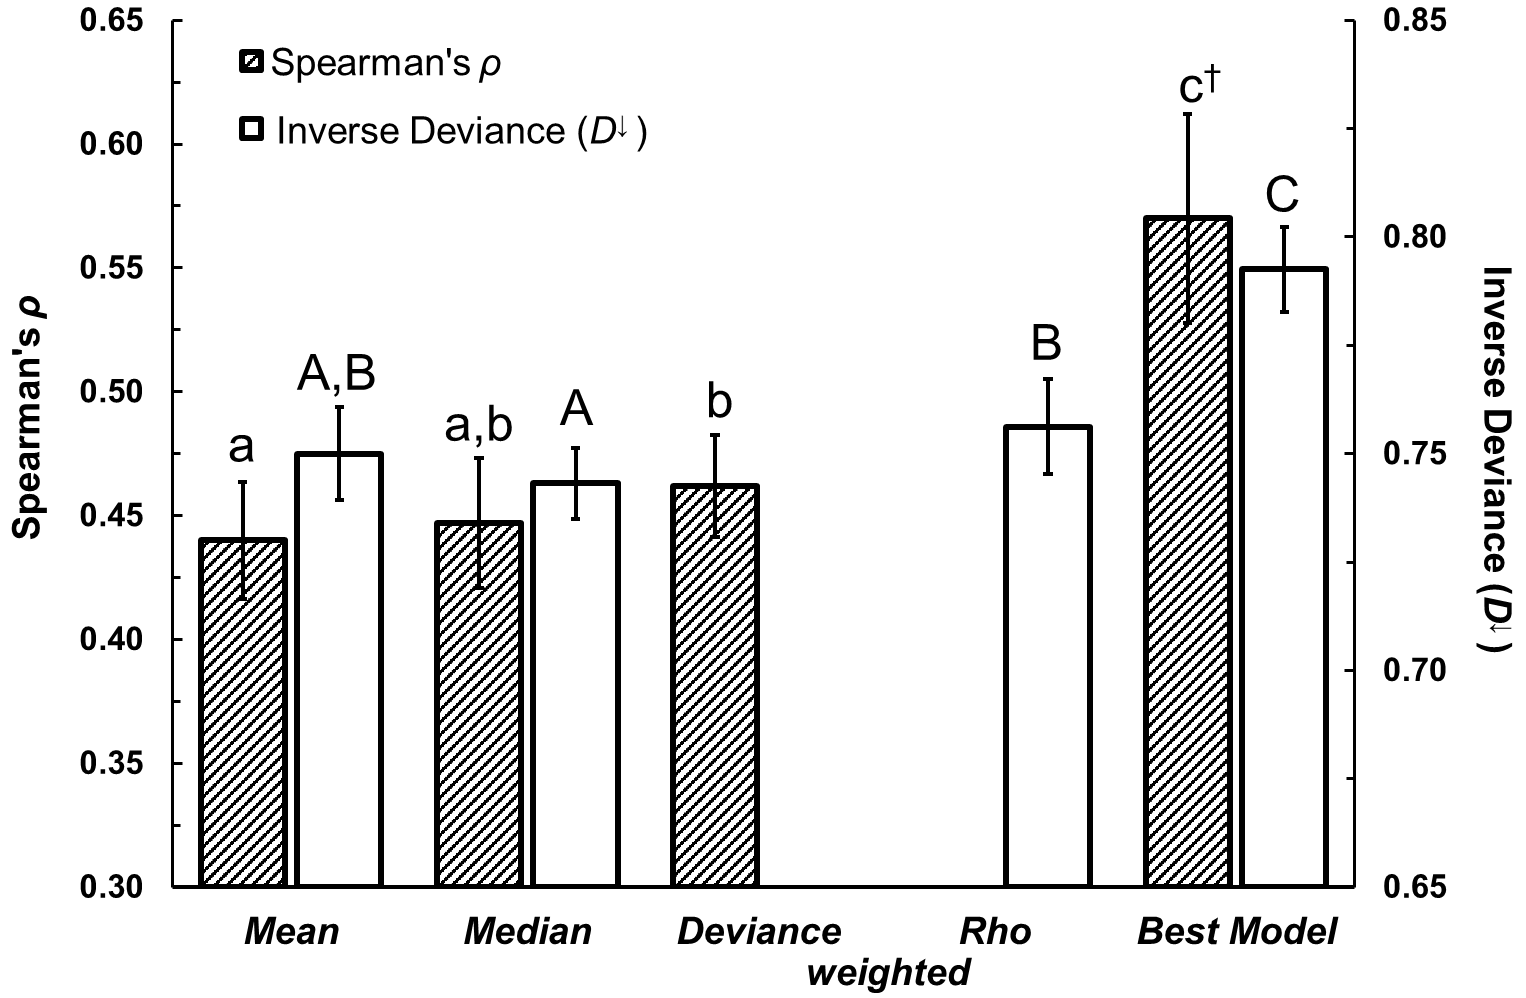 Spearman's ρ
Inverse Deviance (D↓)
Spearman's ρ
0.65
0.60
0.55
0.50
0.45
0.40
0.35
0.30
a
A,B
a,b
A
b
B
c†
C
0.85
0.80
0.75
0.70
0.65
Inverse Deviance (D↓)
Mean Median Deviance Rho Best Model
weighted